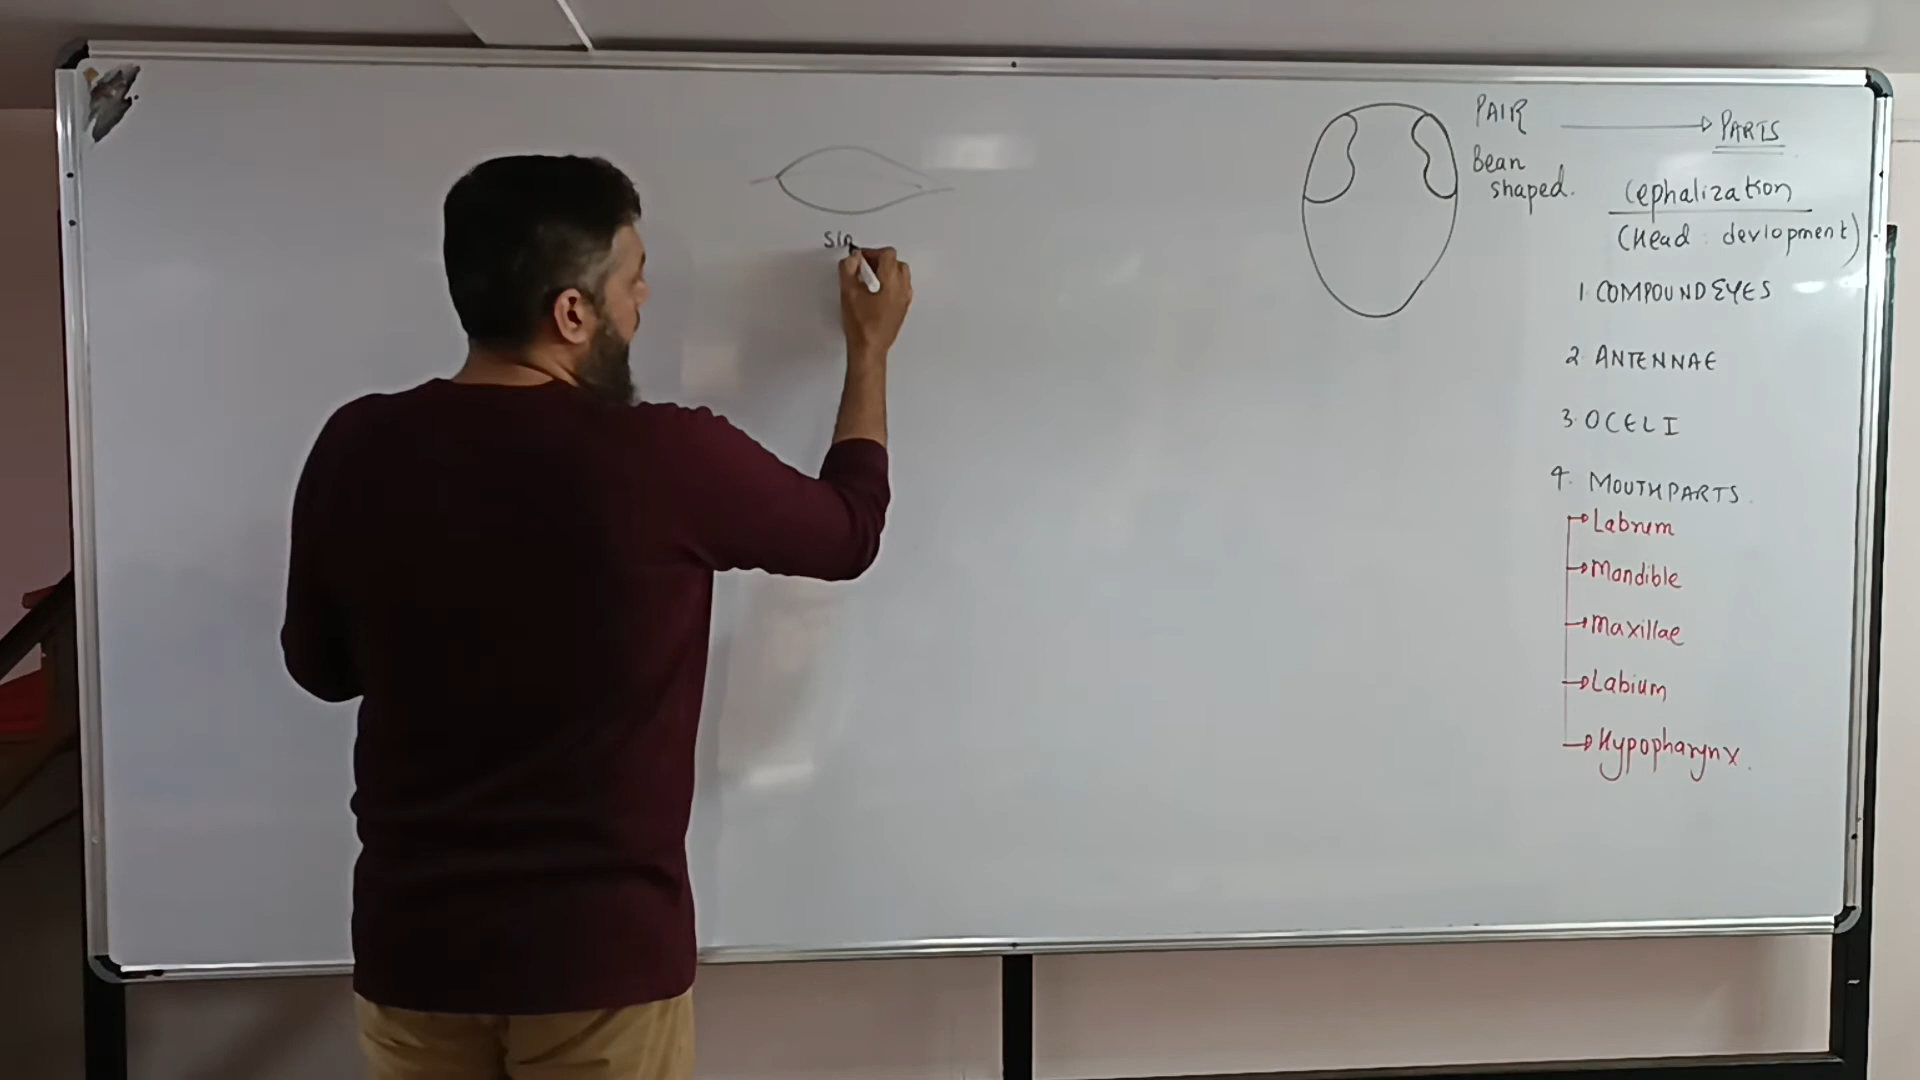 PAIR
PARTS
Bean
shaped.
Cephalization
(Head devlopment)
1 COMPOUND EYES
2. ANTENNAE
3. OCELI
4. MOUTHPARTS.
Labrum
Mandible
Maxillae
Labium
Hypopharynx.